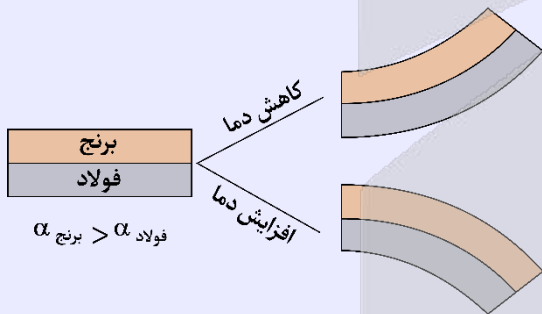 کاهش دما
برنج
فولاد
افزایش دما
α برنج > α فولاد